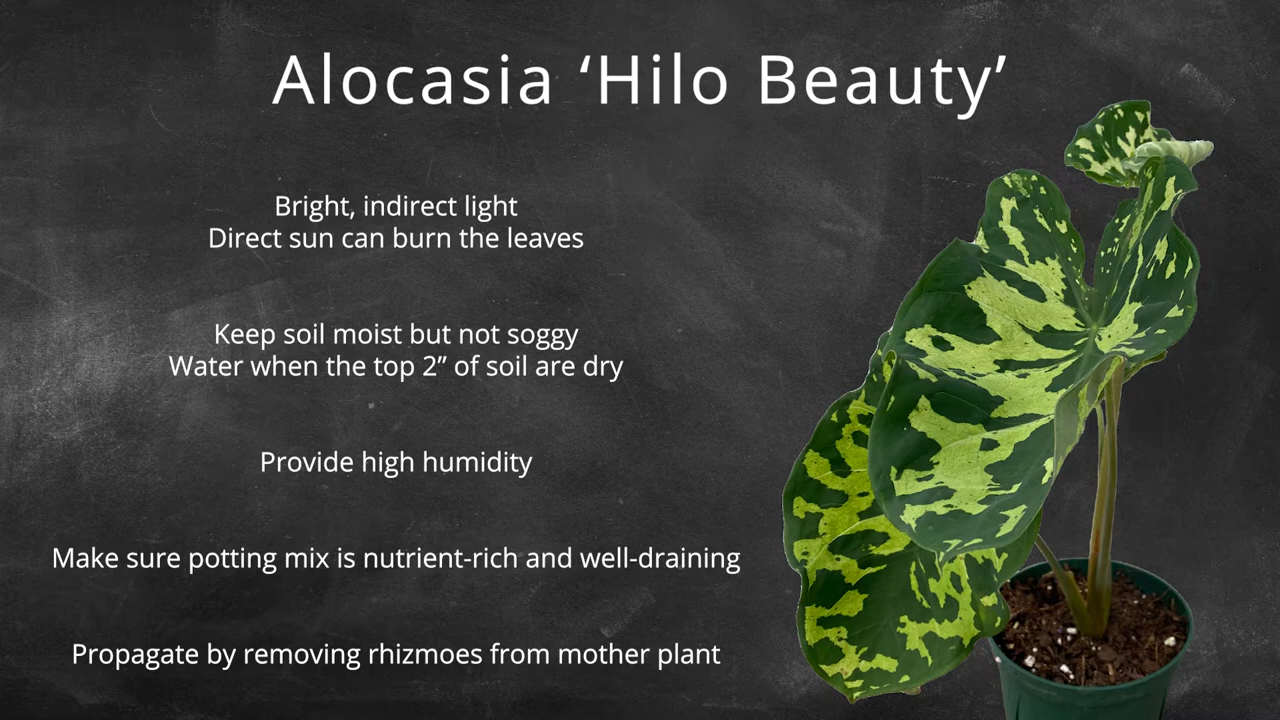 Alocasia ‘Hilo Beauty’
Bright, indirect light
Direct sun can burn the leaves
Keep soil moist but not soggy
Water when the top 2” of soil are dry
Provide high humidity
Make sure potting mix is nutrient-rich and well-draining
Propagate by removing rhizmoes from mother plant